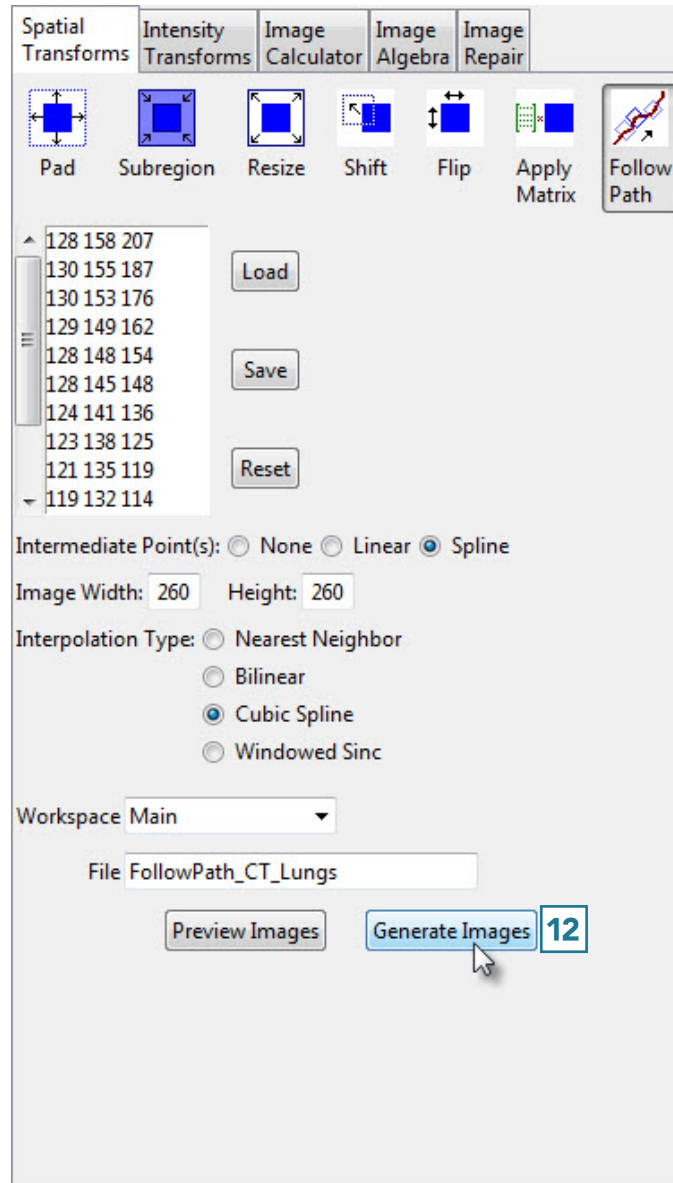 Spatial Transforms
Intensity Transforms
Image Calculator
Image Algebra
Image Repair
Pad
Subregion
Resize
Shift
Flip
Apply Matrix
Follow Path
128 158 207
130 155 187
130 153 176
129 149 162
128 148 154
128 145 148
124 141 136
123 138 125
121 135 119
119 132 114
Load
Save
Reset
Intermediate Point(s): None Linear Spline
Image Width: 260 Height: 260
Interpolation Type: Nearest Neighbor
Bilinear
Cubic Spline
Windowed Sinc
Workspace Main
File FollowPath_CT_Lungs
Preview Images Generate Images 12